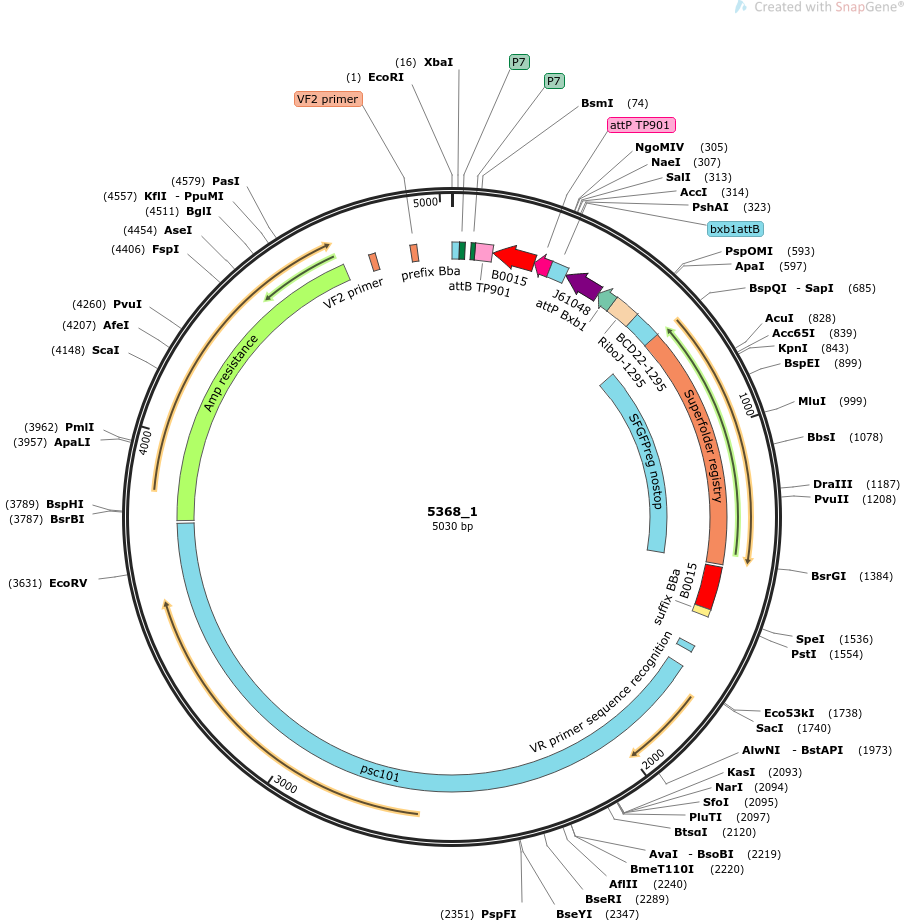 Created with SnapGene®
(16) XbaI
(1) EcoRI
VF2 primer
P7
P7
BsmI (74)
attP TP901
NgoMIV (305)
NaeI (307)
SalI (313)
AccI (314)
PshAI (323)
bxb1attB
PspOMI (593)
ApaI (597)
BspQI - SapI (685)
AcuI (828)
Acc65I (839)
KpnI (843)
BspEI (899)
MluI (999)
BbsI (1078)
DraIII (1187)
PvuII (1208)
BsrGI (1384)
SpeI (1536)
PstI (1554)
Eco53kI (1738)
SacI (1740)
AlwNI - BstAPI (1973)
KasI (2093)
NarI (2094)
SfoI (2095)
PluTI (2097)
BtsαI (2120)
AvaI - BsoBI (2219)
BmeT110I (2220)
AflII (2240)
BseRI (2289)
BseYI (2347)
(2351) PspFI
(3631) EcoRV
(3787) BsrBI
(3789) BspHI
(3957) ApaLI
(3962) PmlI
(4148) ScaI
(4207) AfeI
(4260) PvuI
(4406) FspI
(4454) AseI
(4511) BglI
(4557) KflI - PpuMI
(4579) PasI
5000
1000
2000
3000
4000
VF2 primer
prefix Bba
attB TP901
B0015
J61048
attP Bxb1
BCD22-1295
RiboJ-1295
Superfolder registry
SFGFPreg nostop
B0015
suffix BBa
VR primer sequence recognition
psc101
Amp resistance
5368_1
5030 bp